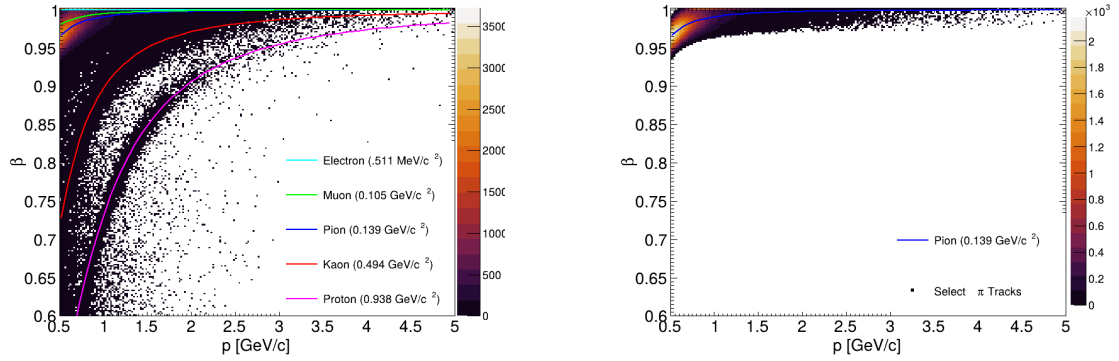 1
0.95
0.9
0.85
0.8
0.75
0.7
0.65
0.6
β
0.5 1 1.5 2 2.5 3 3.5 4 4.5 5
p [GeV/c]
Electron (.511 MeV/c 2)
Muon (0.105 GeV/c 2)
Pion (0.139 GeV/c 2)
Kaon (0.494 GeV/c 2)
Proton (0.938 GeV/c 2)
3500
3000
2500
2000
1500
1000
500
0
1
0.95
0.9
0.85
0.8
0.75
0.7
0.65
0.6
β
0.5 1 1.5 2 2.5 3 3.5 4 4.5 5
p [GeV/c]
Pion (0.139 GeV/c 2)
Select π Tracks
×10³
2
1.8
1.6
1.4
1.2
1
0.8
0.6
0.4
0.2
0